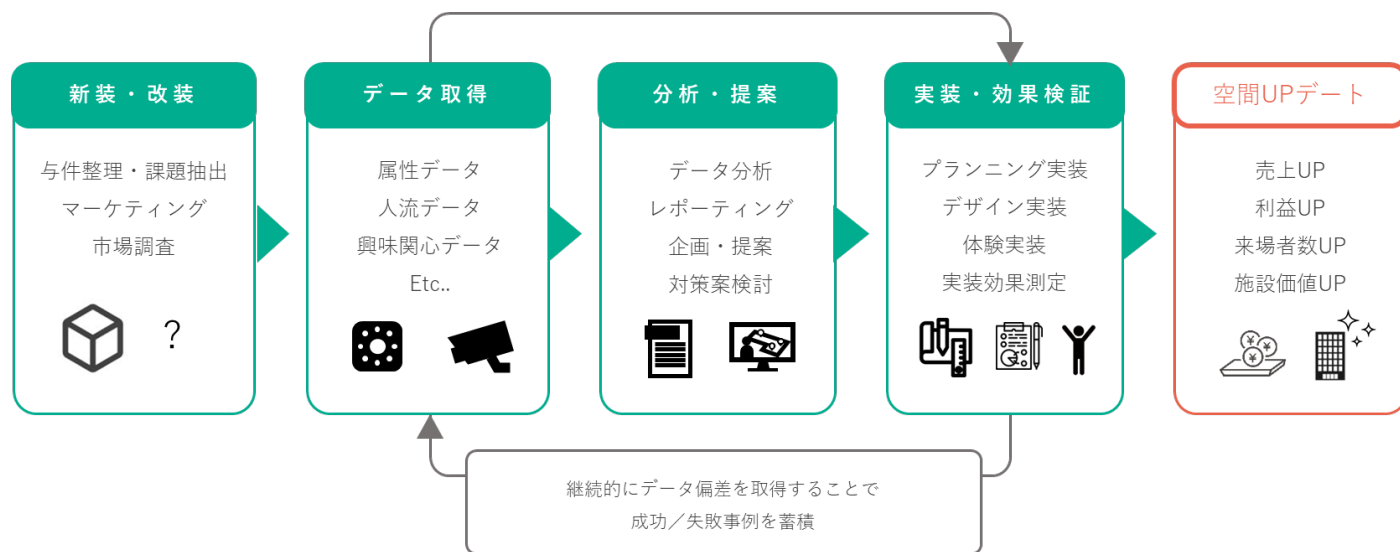 新装・改装
与件整理・課題抽出
マーケティング
市場調査
?
データ取得
属性データ
人流データ
興味関心データ
Etc..
分析・提案
データ分析
レポーティング
企画・提案
対策案検討
実装・効果検証
プランニング実装
デザイン実装
体験実装
実装効果測定
空間UPデート
売上UP
利益UP
来場者数UP
施設価値UP
¥
¥
¥
継続的にデータ偏差を取得することで
成功／失敗事例を蓄積